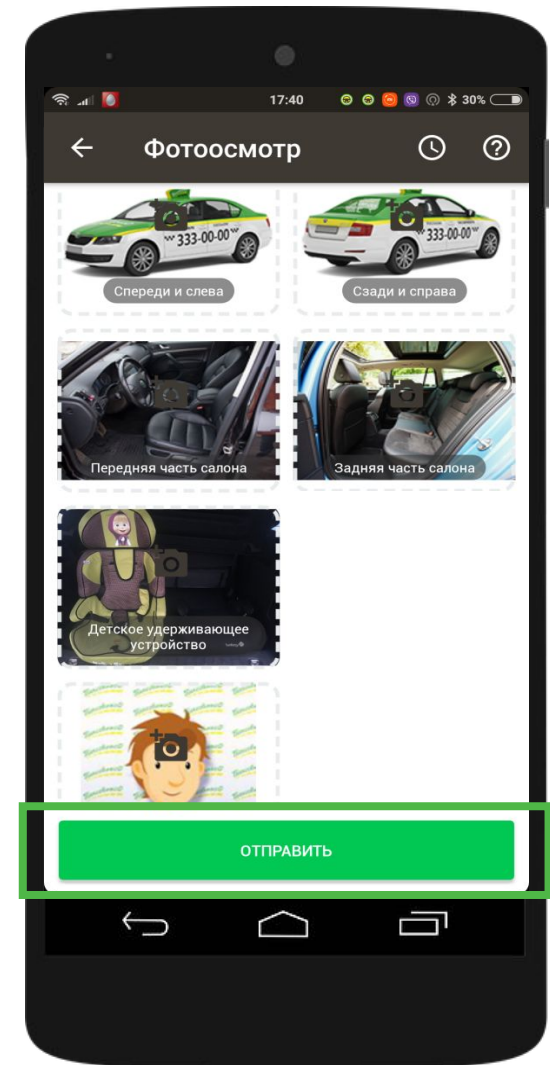 17:40
30%
Фотоосмотр
333-00-00
333-00-00
Спереди и слева
Сзади и справа
Передняя часть салона
Задняя часть салона
Детское удерживающее
устройство
ОТПРАВИТЬ